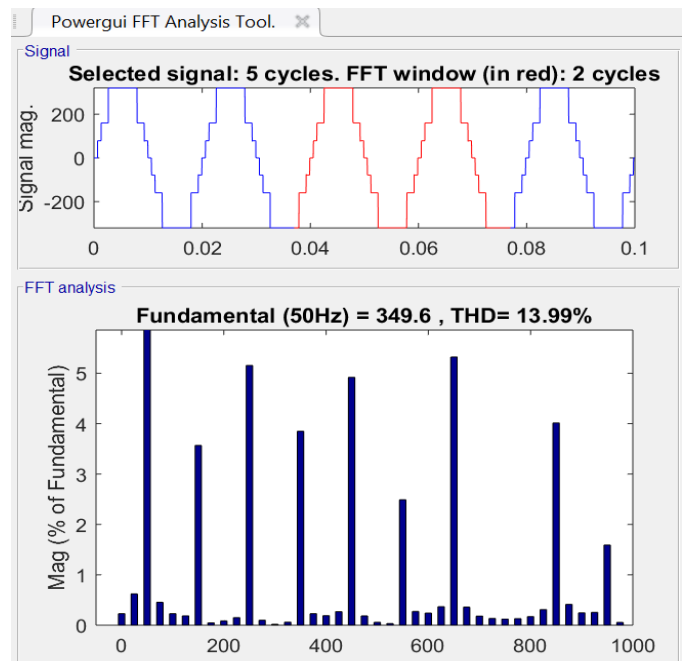 Powergui FFT Analysis Tool.
Signal
Selected signal: 5 cycles. FFT window (in red): 2 cycles
Signal mag.
200
0
-200
0 0.02 0.04 0.06 0.08 0.1
FFT analysis
Fundamental (50Hz) = 349.6 , THD= 13.99%
Mag (% of Fundamental)
5
4
3
2
1
0
0 200 400 600 800 1000